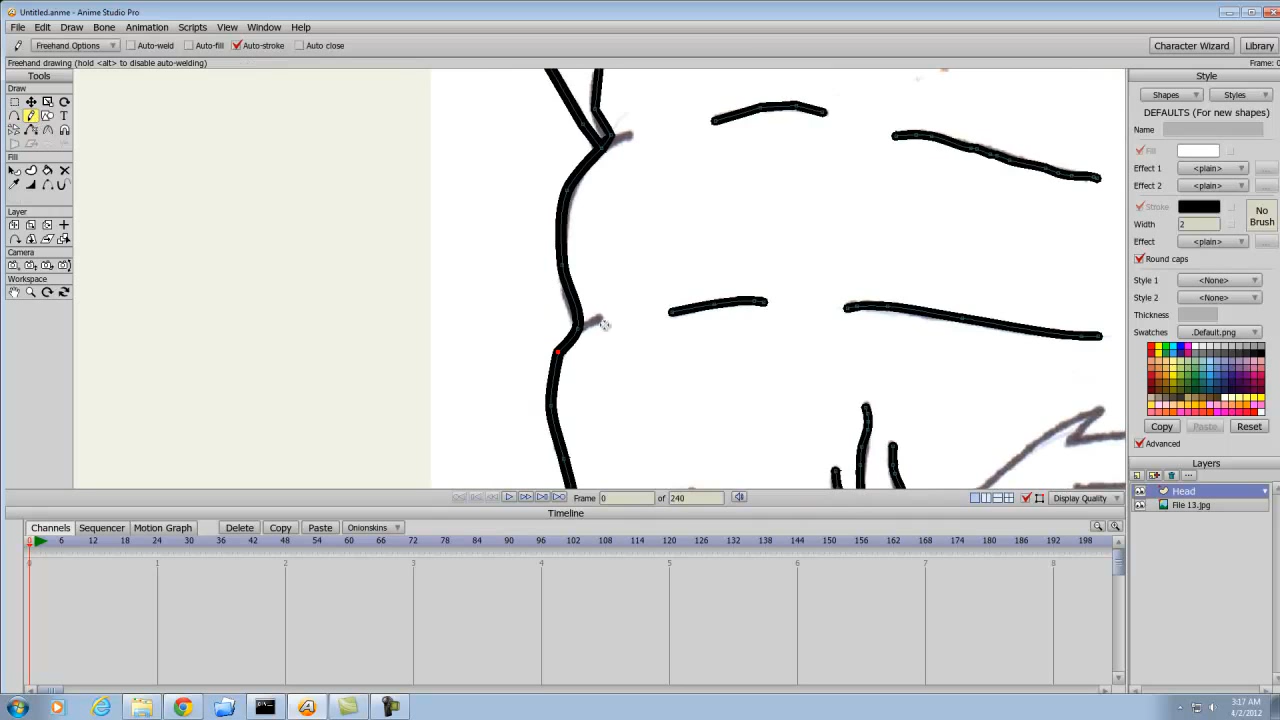 Untitled.anme - Anime Studio Pro
File Edit Draw Bone Animation Scripts View Window Help
Freehand Options Auto-weld Auto-fill Auto-stroke Auto close Character Wizard Library
Freehand drawing (hold <alt> to disable auto-welding) Frame: 0
Tools
Draw
Fill
Layer
Camera
Workspace
Style
Shapes Styles
DEFAULTS (For new shapes)
Name
Fill
Effect 1 <plain>
Effect 2 <plain>
Stroke
Width 2
No Brush
Effect <plain>
Round caps
Style 1 <None>
Style 2 <None>
Thickness
Swatches .Default.png
Copy Paste Reset
Advanced
Layers
Head
File 13.jpg
Frame 0 of 240 Display Quality
Timeline
Channels Sequencer Motion Graph Delete Copy Paste Onionskins
0 6 12 18 24 30 36 42 48 54 60 66 72 78 84 90 96 102 108 114 120 126 132 138 144 150 156 162 168 174 180 186 192 198
0 1 2 3 4 5 6 7 8
3:17 AM
4/2/2012